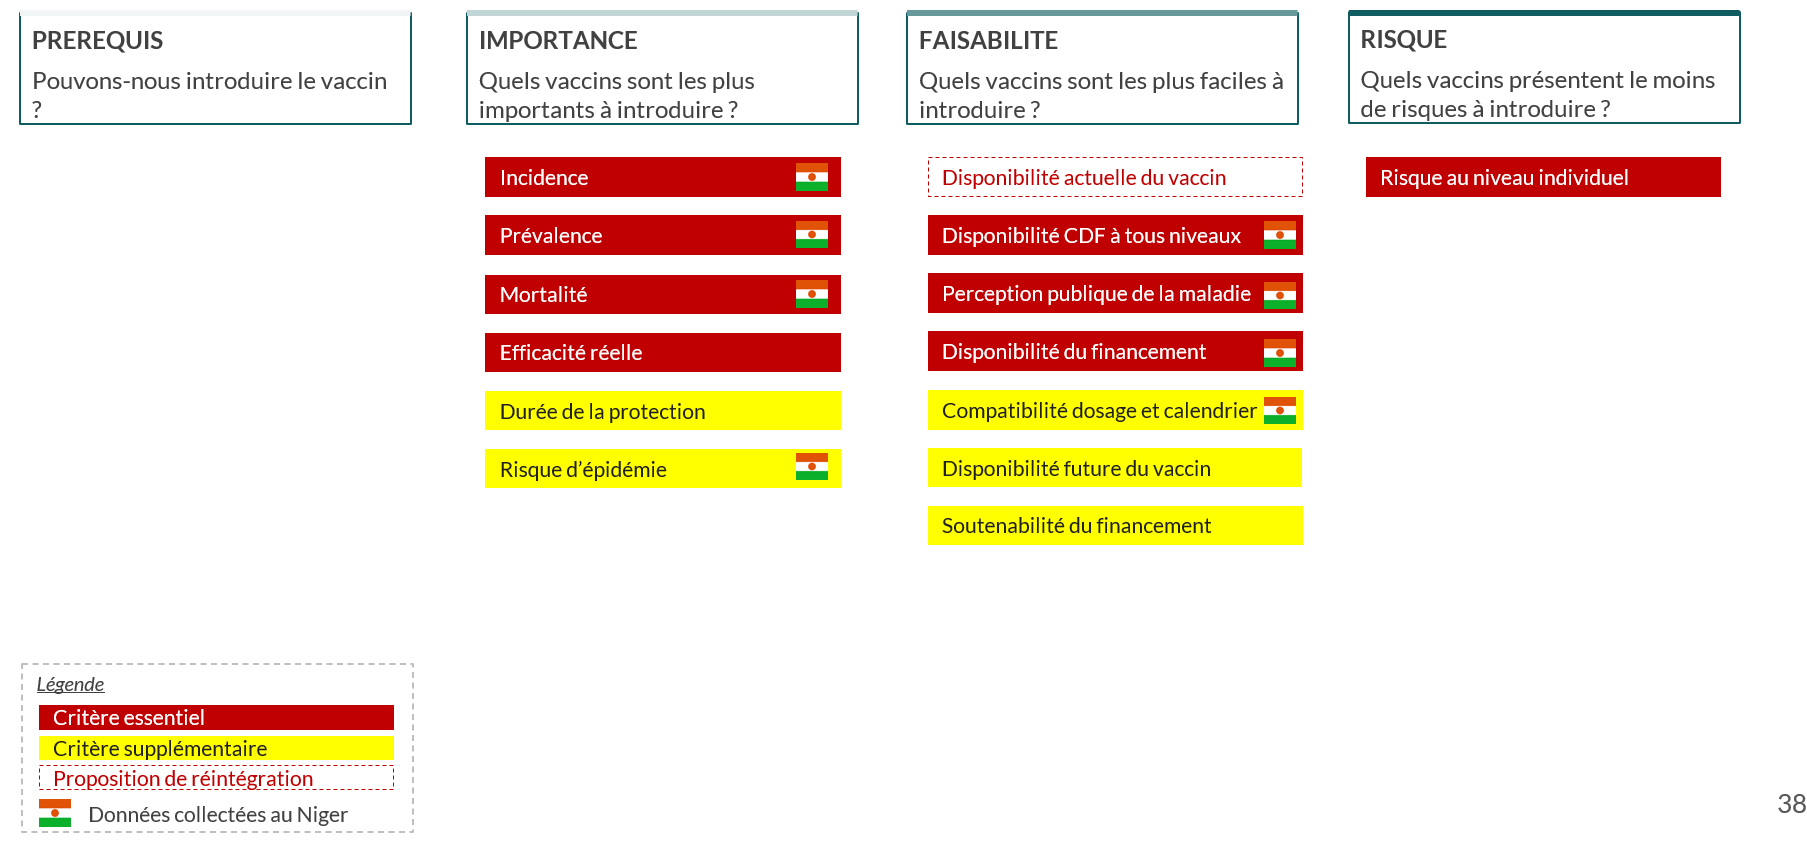 PREREQUIS
Pouvons-nous introduire le vaccin
?
IMPORTANCE
Quels vaccins sont les plus
importants à introduire ?
FAISABILITE
Quels vaccins sont les plus faciles à
introduire ?
RISQUE
Quels vaccins présentent le moins
de risques à introduire ?
Incidence
Prévalence
Mortalité
Efficacité réelle
Durée de la protection
Risque d’épidémie
Disponibilité actuelle du vaccin
Disponibilité CDF à tous niveaux
Perception publique de la maladie
Disponibilité du financement
Compatibilité dosage et calendrier
Disponibilité future du vaccin
Soutenabilité du financement
Risque au niveau individuel
Légende
Critère essentiel
Critère supplémentaire
Proposition de réintégration
Données collectées au Niger
38